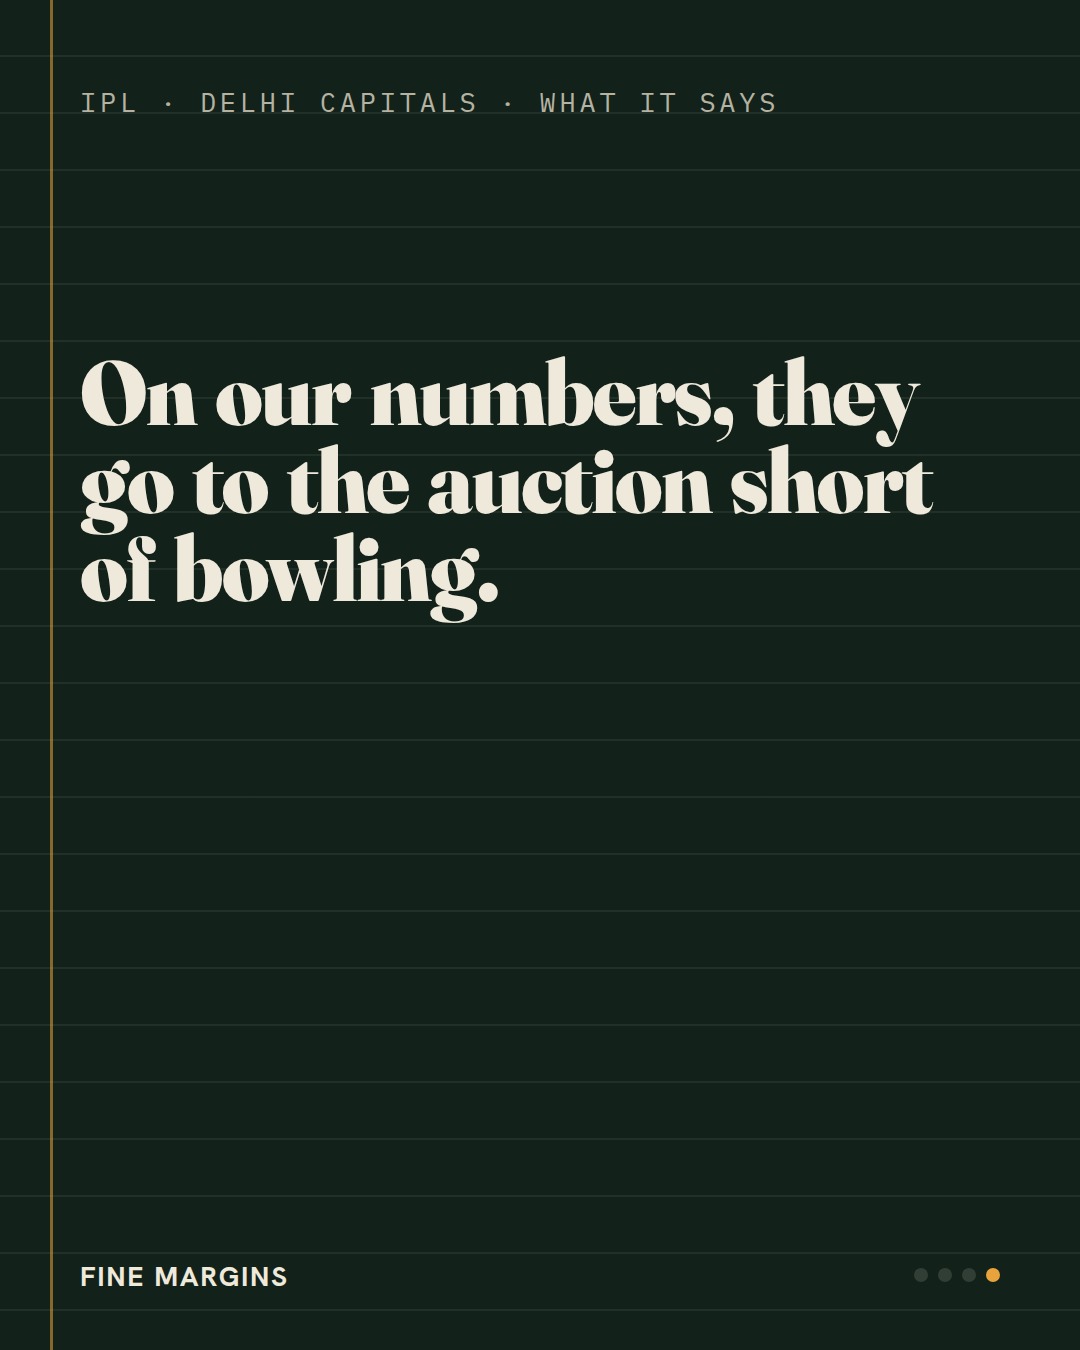 IPL · DELHI CAPITALS · WHAT IT SAYS
On our numbers, they
go to the auction short
of bowling.
FINE MARGINS